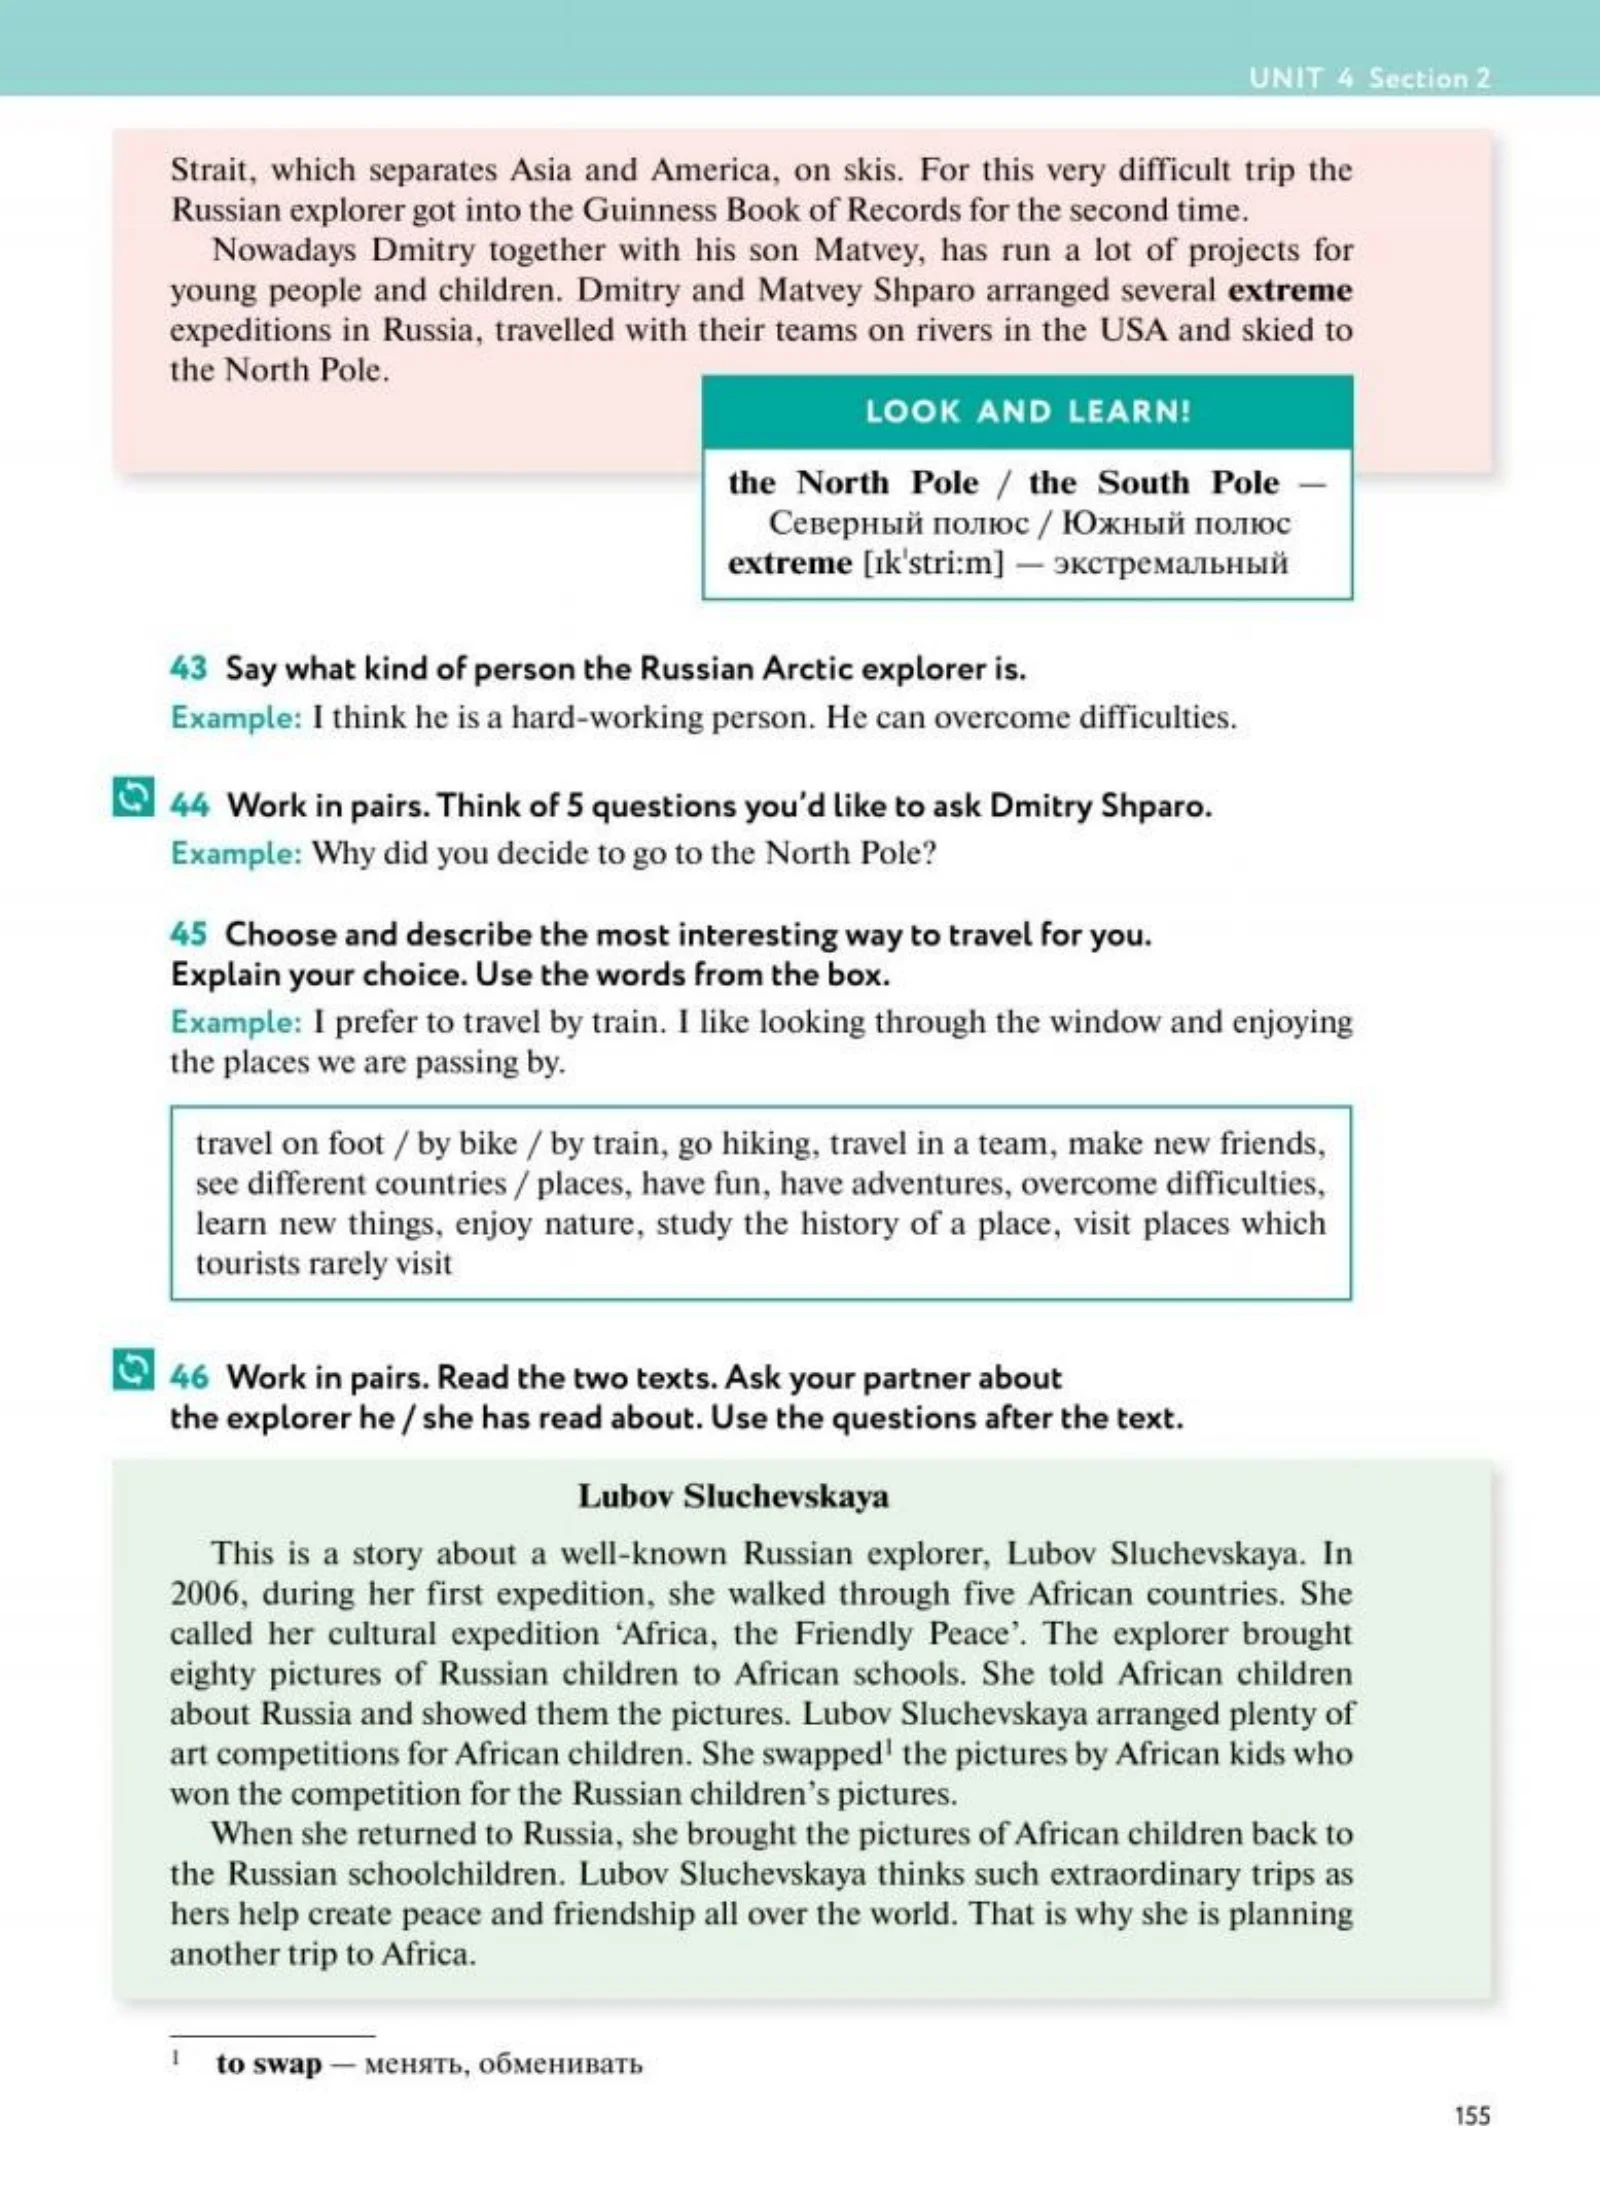 UNIT 4 Section 2
Strait, which separates Asia and America, on skis. For this very difficult trip the
Russian explorer got into the Guinness Book of Records for the second time.
Nowadays Dmitry together with his son Matvey, has run a lot of projects for
young people and children. Dmitry and Matvey Shparo arranged several extreme
expeditions in Russia, travelled with their teams on rivers in the USA and skied to
the North Pole.
LOOK AND LEARN!
the North Pole / the South Pole —
Северный полюс / Южный полюс
extreme [ɪkˈstriːm] — экстремальный
43 Say what kind of person the Russian Arctic explorer is.
Example: I think he is a hard-working person. He can overcome difficulties.
44 Work in pairs. Think of 5 questions you'd like to ask Dmitry Shparo.
Example: Why did you decide to go to the North Pole?
45 Choose and describe the most interesting way to travel for you.
Explain your choice. Use the words from the box.
Example: I prefer to travel by train. I like looking through the window and enjoying
the places we are passing by.
travel on foot / by bike / by train, go hiking, travel in a team, make new friends,
see different countries / places, have fun, have adventures, overcome difficulties,
learn new things, enjoy nature, study the history of a place, visit places which
tourists rarely visit
46 Work in pairs. Read the two texts. Ask your partner about
the explorer he / she has read about. Use the questions after the text.
Lubov Sluchevskaya
This is a story about a well-known Russian explorer, Lubov Sluchevskaya. In
2006, during her first expedition, she walked through five African countries. She
called her cultural expedition ‘Africa, the Friendly Peace’. The explorer brought
eighty pictures of Russian children to African schools. She told African children
about Russia and showed them the pictures. Lubov Sluchevskaya arranged plenty of
art competitions for African children. She swapped¹ the pictures by African kids who
won the competition for the Russian children’s pictures.
When she returned to Russia, she brought the pictures of African children back to
the Russian schoolchildren. Lubov Sluchevskaya thinks such extraordinary trips as
hers help create peace and friendship all over the world. That is why she is planning
another trip to Africa.
¹ to swap — менять, обменивать
155